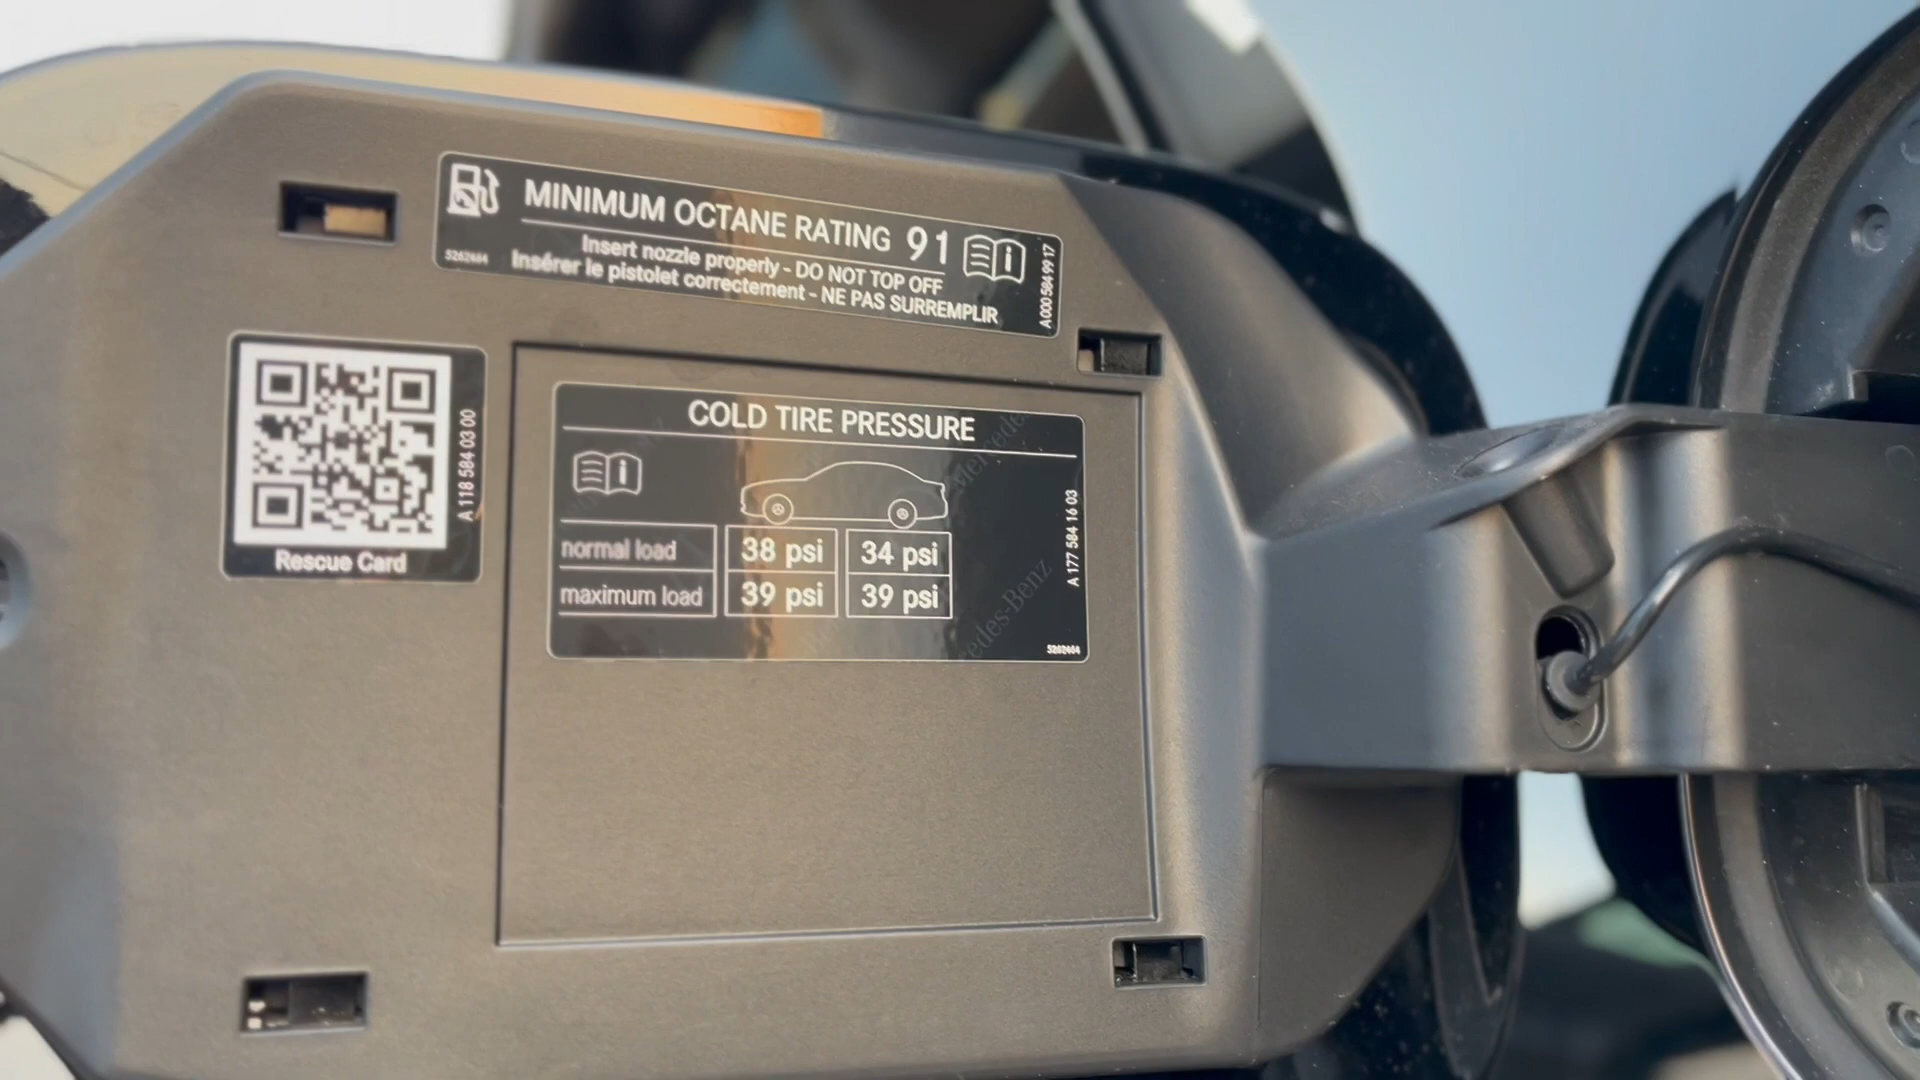 MINIMUM OCTANE RATING 91
Insert nozzle properly - DO NOT TOP OFF
Insérer le pistolet correctement - NE PAS SURREMPLIR
5262464
A 000 584 99 17
A 118 584 03 00
Rescue Card
COLD TIRE PRESSURE
normal load 38 psi 34 psi
maximum load 39 psi 39 psi
A 177 584 16 03
5262464
Mercedes
edes-Benz